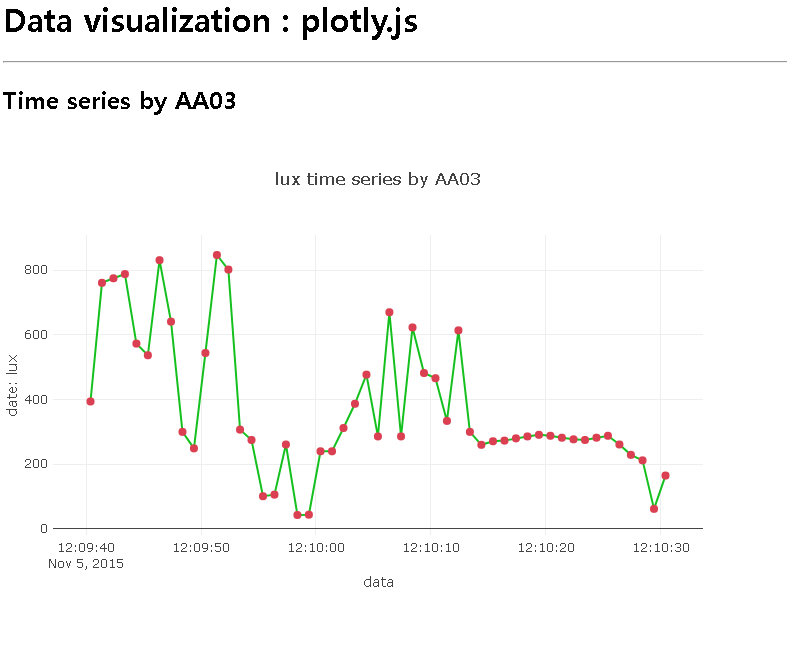 Data visualization : plotly.js
Time series by AA03
lux time series by AA03
800
600
400
200
0
date: lux
12:09:40 12:09:50 12:10:00 12:10:10 12:10:20 12:10:30
Nov 5, 2015
data